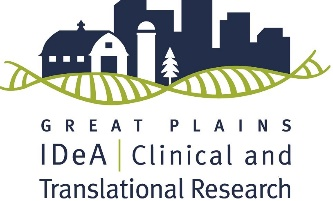 GREAT PLAINS
IDeA | Clinical and
Translational Research